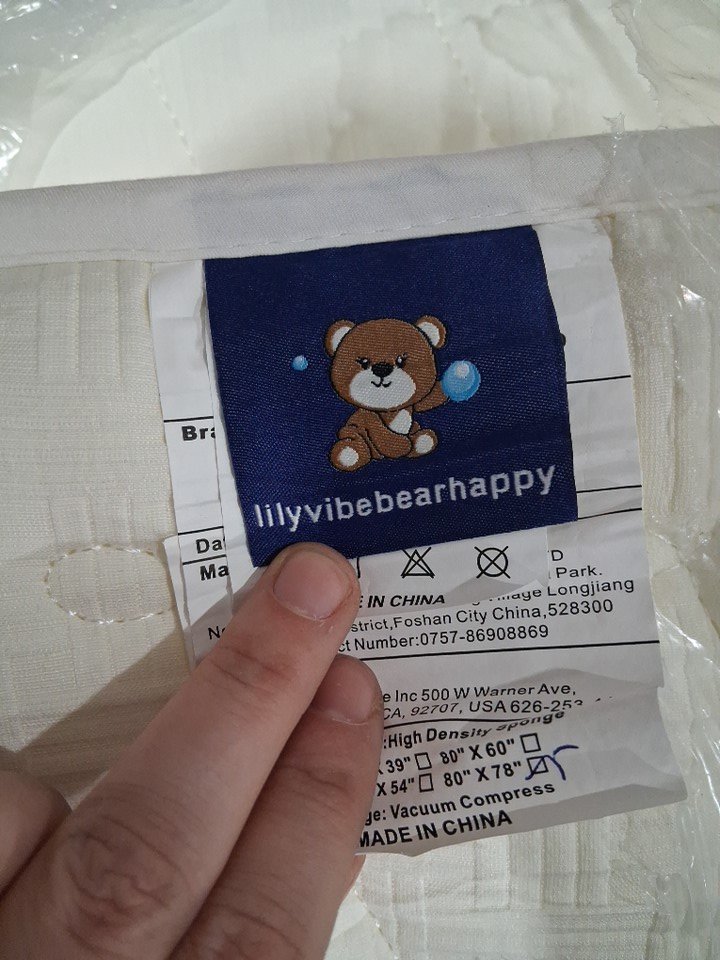 lilyvibebearhappy
Bra
Da
Ma
D
Park.
Village Longjiang
strict,Foshan City China,528300
ct Number:0757-86908869
E IN CHINA
e Inc 500 W Warner Ave,
CA, 92707, USA 626-253
:High Density Sponge
X 39" ☐ 80" X 60" ☐
X 54" ☐ 80" X 78" ☑
ge: Vacuum Compress
MADE IN CHINA